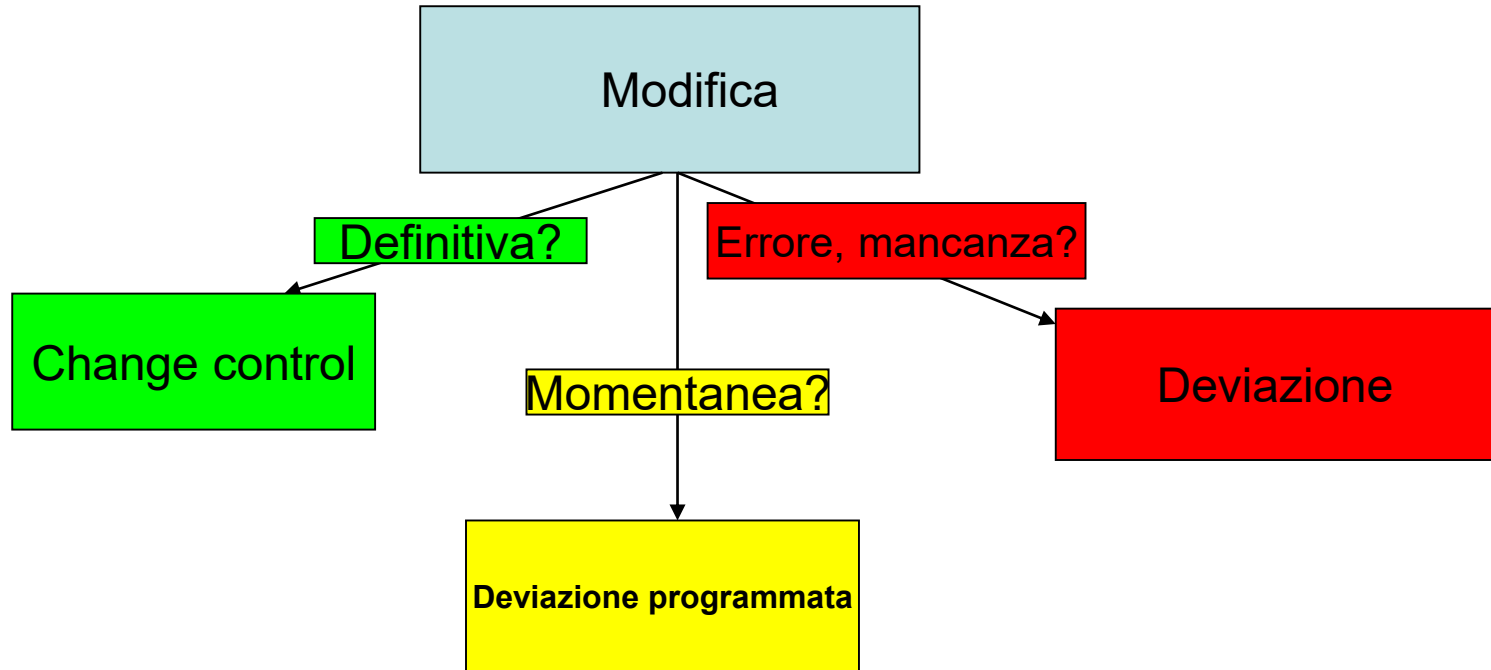 Modifica
Definitiva?
Errore, mancanza?
Change control
Momentanea?
Deviazione
Deviazione programmata